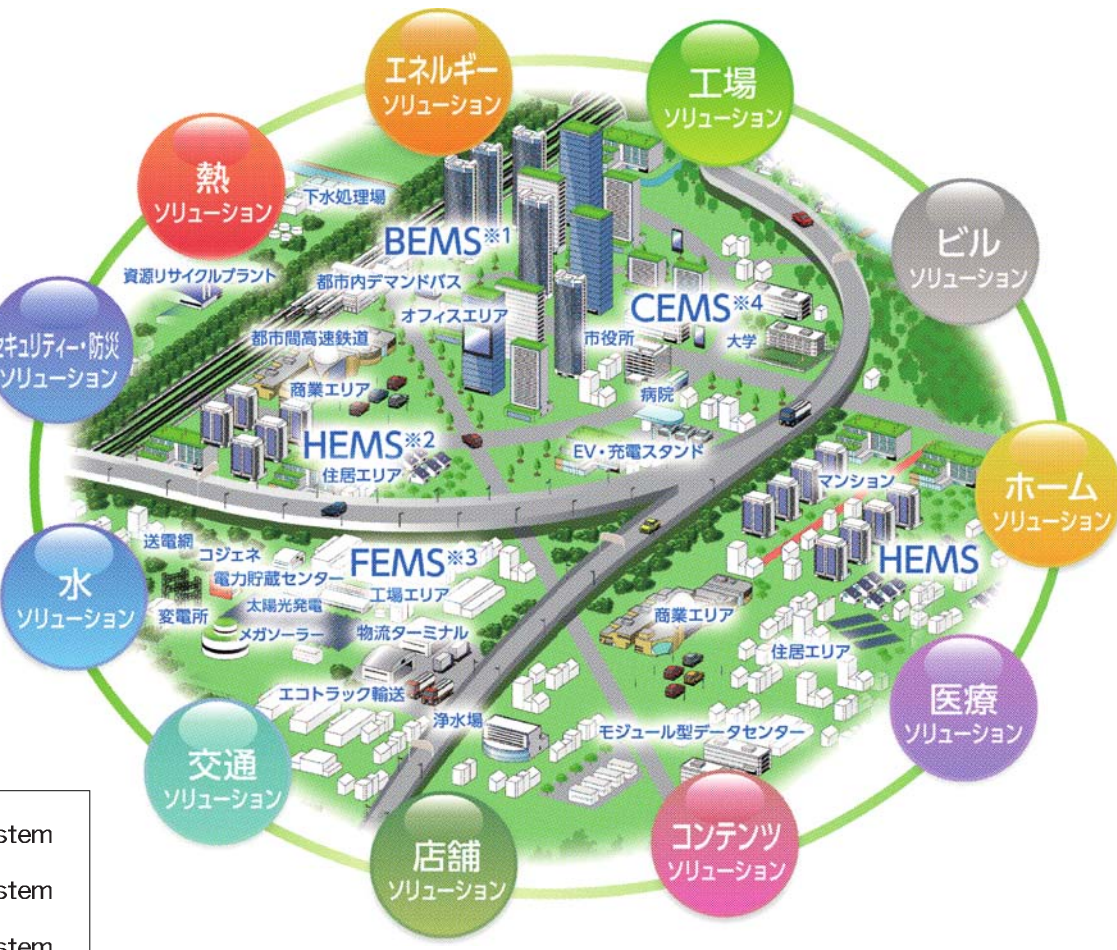 エネルギー
ソリューション
工場
ソリューション
熱
ソリューション
下水処理場
BEMS※1
ビル
ソリューション
資源リサイクルプラント
都市内デマンドバス
オフィスエリア
CEMS※4
都市間高速鉄道
市役所
大学
キュリティー・防災
ソリューション
商業エリア
病院
HEMS※2
住居エリア
EV・充電スタンド
マンション
ホーム
ソリューション
送電網
コジェネ
電力貯蔵センター
FEMS※3
工場エリア
HEMS
水
ソリューション
変電所
太陽光発電
メガソーラー
物流ターミナル
商業エリア
住居エリア
エコトラック輸送
浄水場
モジュール型データセンター
医療
ソリューション
交通
ソリューション
店舗
ソリューション
コンテンツ
ソリューション
stem
stem
stem